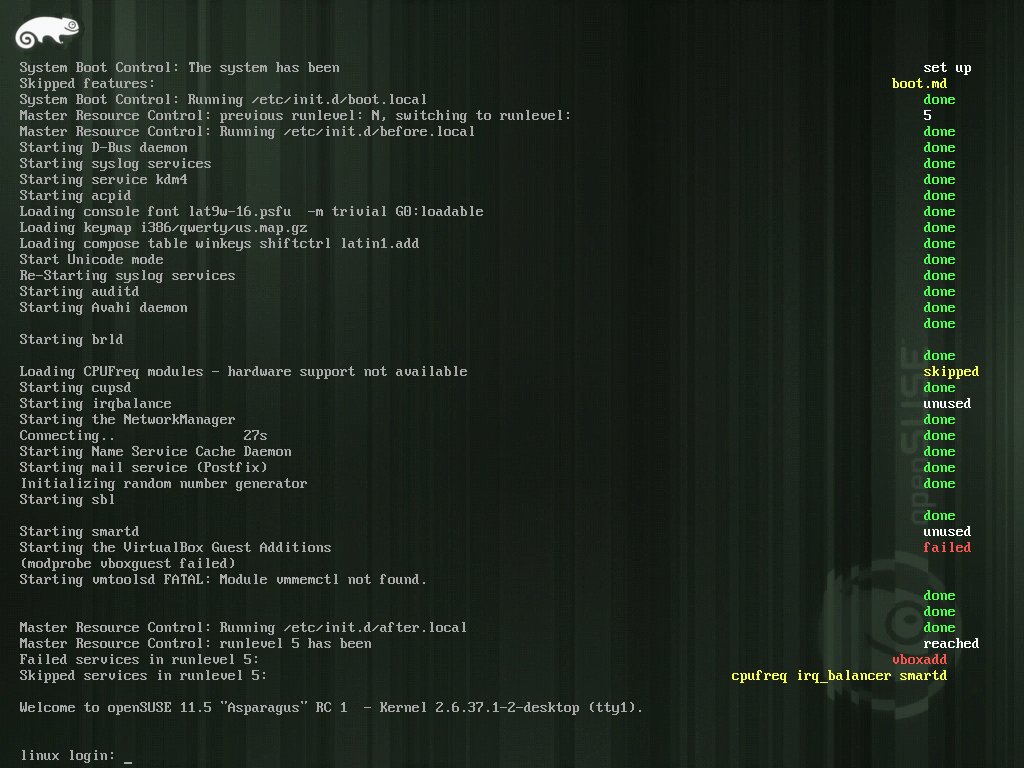 System Boot Control: The system has been set up
Skipped features: boot.md
System Boot Control: Running /etc/init.d/boot.local done
Master Resource Control: previous runlevel: N, switching to runlevel: 5
Master Resource Control: Running /etc/init.d/before.local done
Starting D-Bus daemon done
Starting syslog services done
Starting service kdm4 done
Starting acpid done
Loading console font lat9w-16.psfu  -m trivial G0:loadable done
Loading keymap i386/qwerty/us.map.gz done
Loading compose table winkeys shiftctrl latin1.add done
Start Unicode mode done
Re-Starting syslog services done
Starting auditd done
Starting Avahi daemon done
done
Starting brld
done
Loading CPUFreq modules - hardware support not available skipped
Starting cupsd done
Starting irqbalance unused
Starting the NetworkManager done
Connecting.. 27s done
Starting Name Service Cache Daemon done
Starting mail service (Postfix) done
Initializing random number generator done
Starting sbl
done
Starting smartd unused
Starting the VirtualBox Guest Additions failed
(modprobe vboxguest failed)
Starting vmtoolsd FATAL: Module vmmemctl not found.
done
done
Master Resource Control: Running /etc/init.d/after.local done
Master Resource Control: runlevel 5 has been reached
Failed services in runlevel 5: vboxadd
Skipped services in runlevel 5: cpufreq irq_balancer smartd
Welcome to openSUSE 11.5 "Asparagus" RC 1  - Kernel 2.6.37.1-2-desktop (tty1).
linux login: _
openSUSE